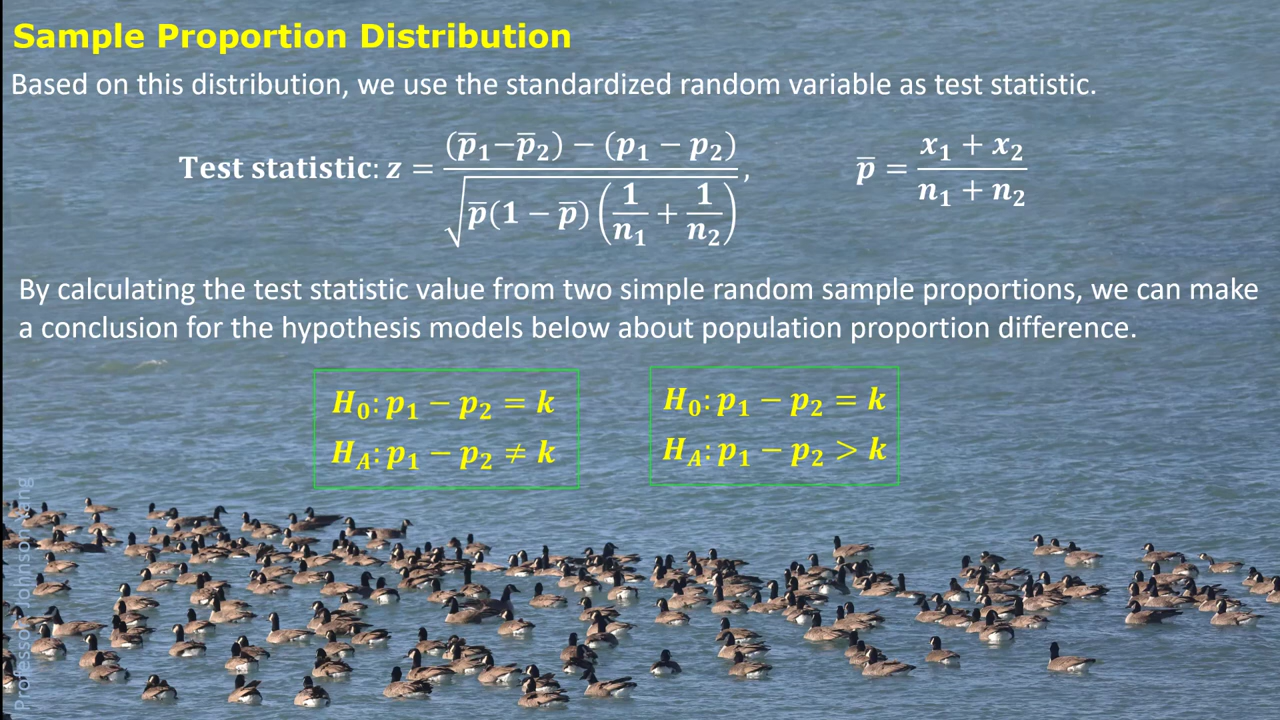 Sample Proportion Distribution
Based on this distribution, we use the standardized random variable as test statistic.
Test statistic: z = ((p̅₁−p̅₂) − (p₁ − p₂)) / √(p̅(1 − p̅)(1/n₁ + 1/n₂)), p̅ = (x₁ + x₂)/(n₁ + n₂)
By calculating the test statistic value from two simple random sample proportions, we can make
a conclusion for the hypothesis models below about population proportion difference.
H₀: p₁ − p₂ = k
H_A: p₁ − p₂ ≠ k
H₀: p₁ − p₂ = k
H_A: p₁ − p₂ > k